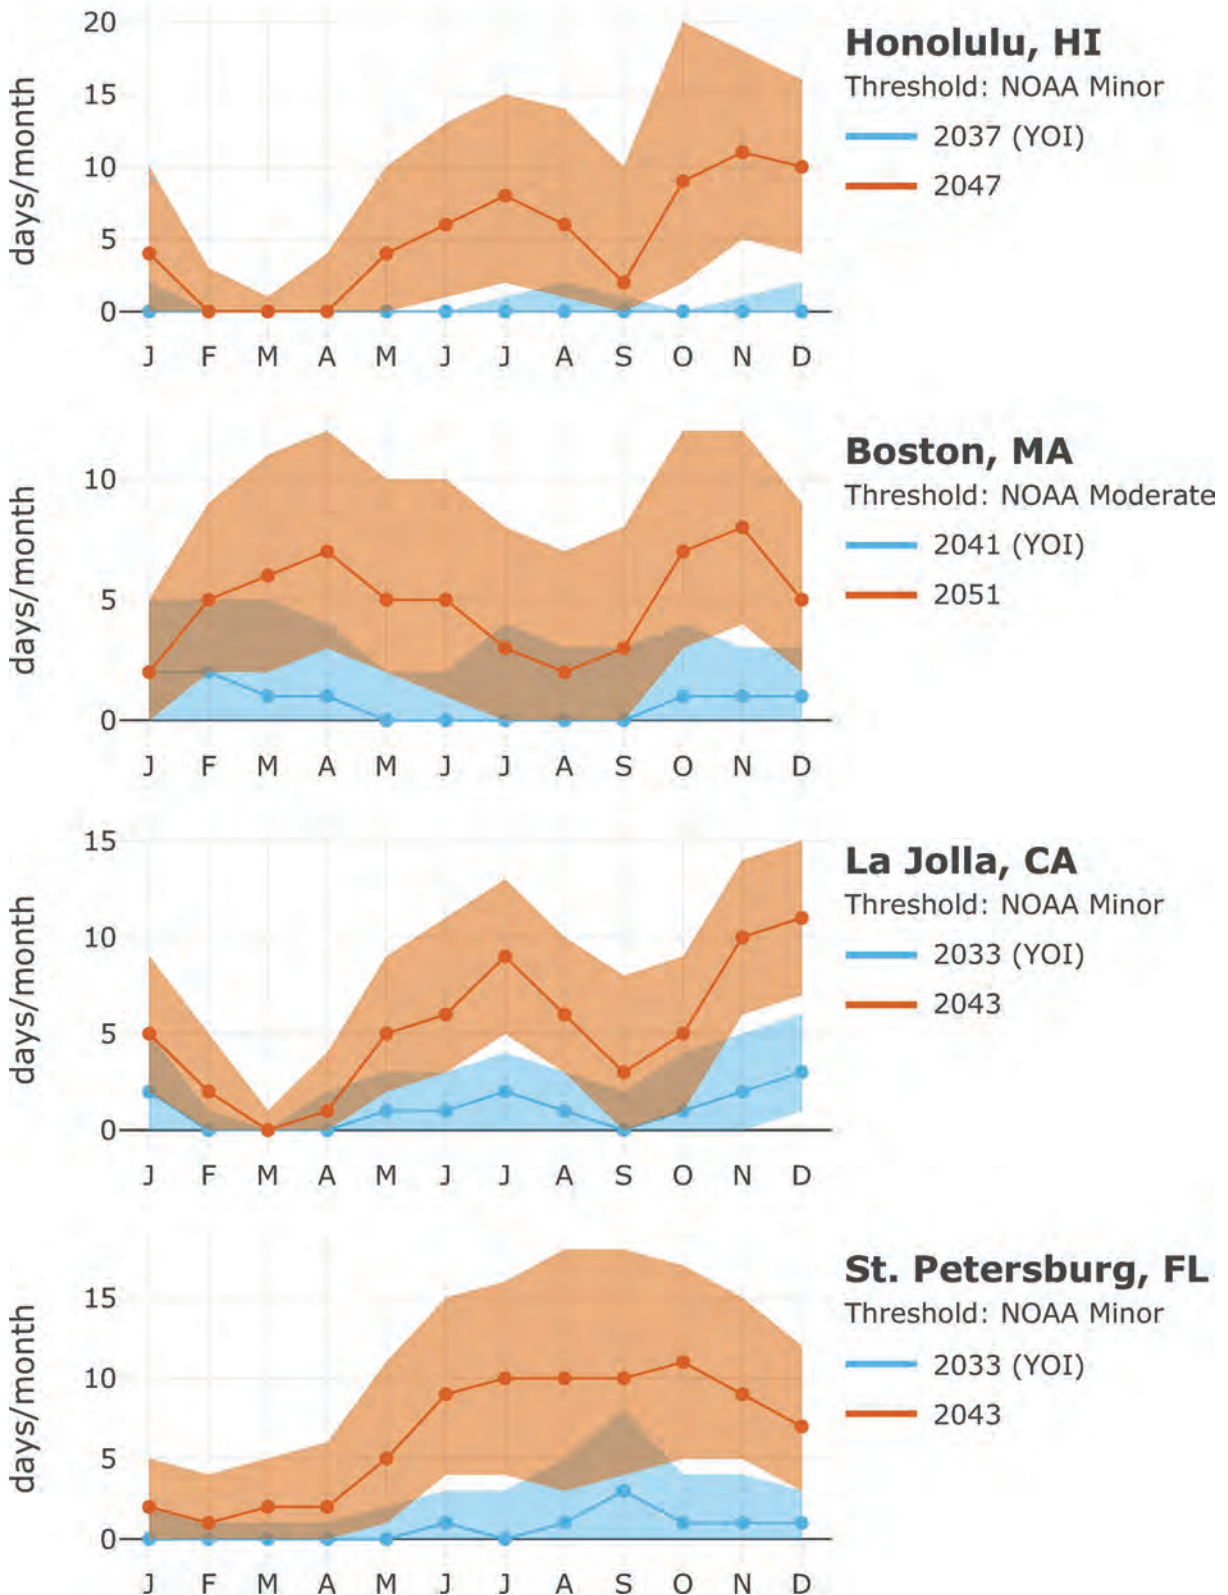 20
15
10
5
0
days/month
J F M A M J J A S O N D
Honolulu, HI
Threshold: NOAA Minor
2037 (YOI)
2047
10
5
0
days/month
J F M A M J J A S O N D
Boston, MA
Threshold: NOAA Moderate
2041 (YOI)
2051
15
10
5
0
days/month
J F M A M J J A S O N D
La Jolla, CA
Threshold: NOAA Minor
2033 (YOI)
2043
15
10
5
0
days/month
J F M A M J J A S O N D
St. Petersburg, FL
Threshold: NOAA Minor
2033 (YOI)
2043